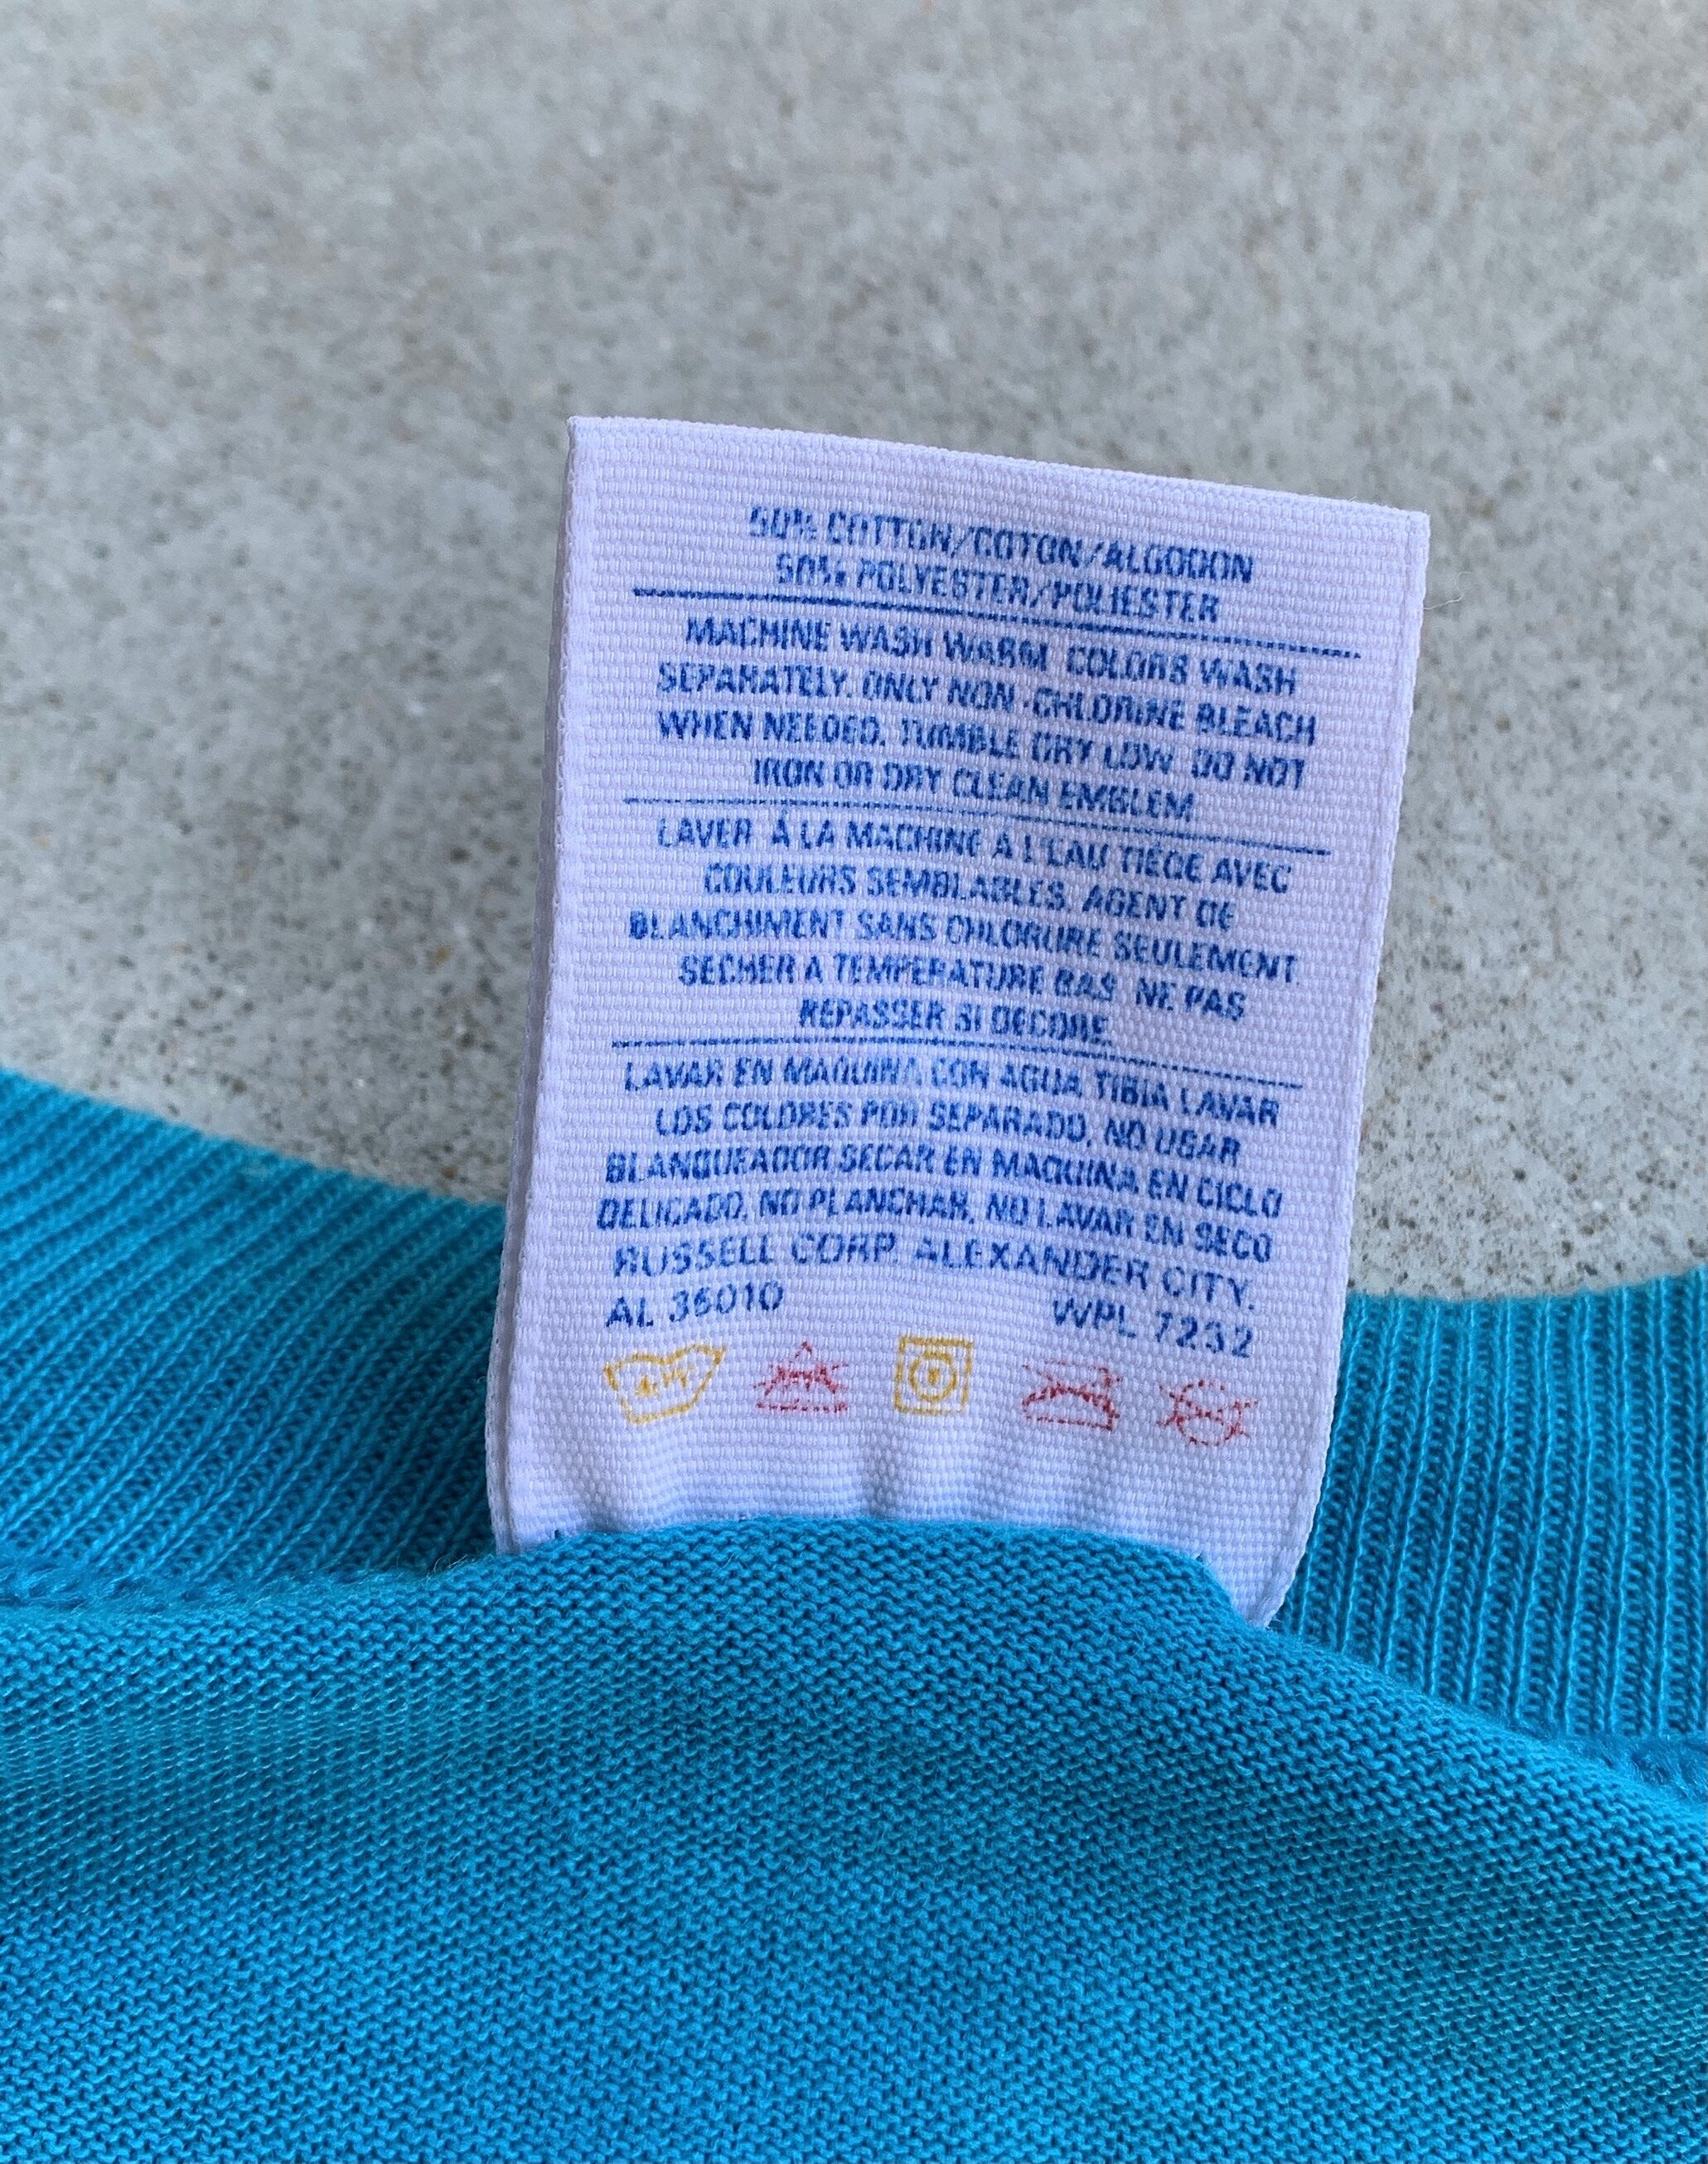 50% COTTON/COTON/ALGODON
50% POLYESTER/POLIESTER
MACHINE WASH WARM. COLORS WASH
SEPARATELY. ONLY NON-CHLORINE BLEACH
WHEN NEEDED. TUMBLE DRY LOW. DO NOT
IRON OR DRY CLEAN EMBLEM
LAVER À LA MACHINE A L'EAU TIEDE AVEC
COULEURS SEMBLABLES. AGENT DE
BLANCHIMENT SANS CHLORURE SEULEMENT.
SECHER A TEMPERATURE BAS. NE PAS
REPASSER SI DECORE.
LAVAR EN MAQUINA CON AGUA TIBIA LAVAR
LOS COLORES POR SEPARADO, NO USAR
BLANQUEADOR, SECAR EN MAQUINA EN CICLO
DELICADO, NO PLANCHAR, NO LAVAR EN SECO
RUSSELL CORP. ALEXANDER CITY,
AL 35010 WPL 7232